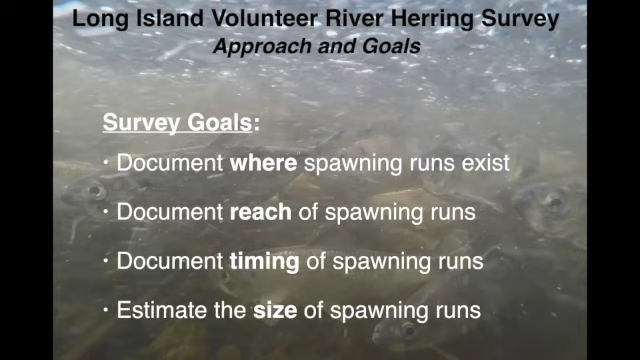 Long Island Volunteer River Herring Survey
Approach and Goals
Survey Goals:
• Document where spawning runs exist
• Document reach of spawning runs
• Document timing of spawning runs
• Estimate the size of spawning runs